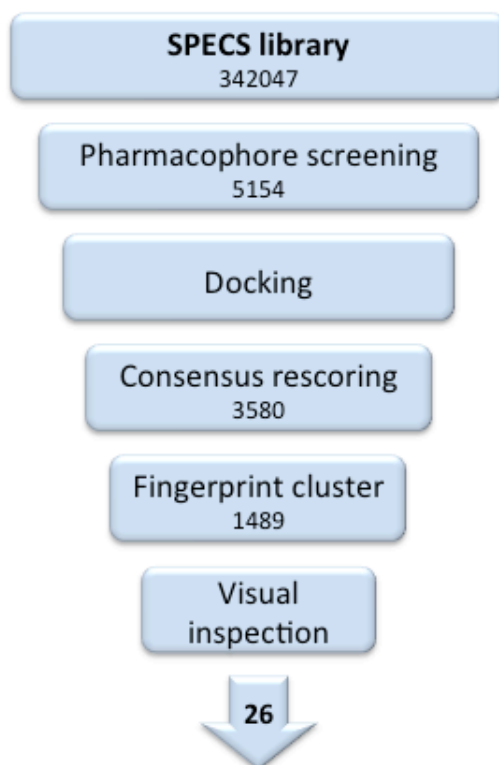 SPECS library
342047
Pharmacophore screening
5154
Docking
Consensus rescoring
3580
Fingerprint cluster
1489
Visual
inspection
26